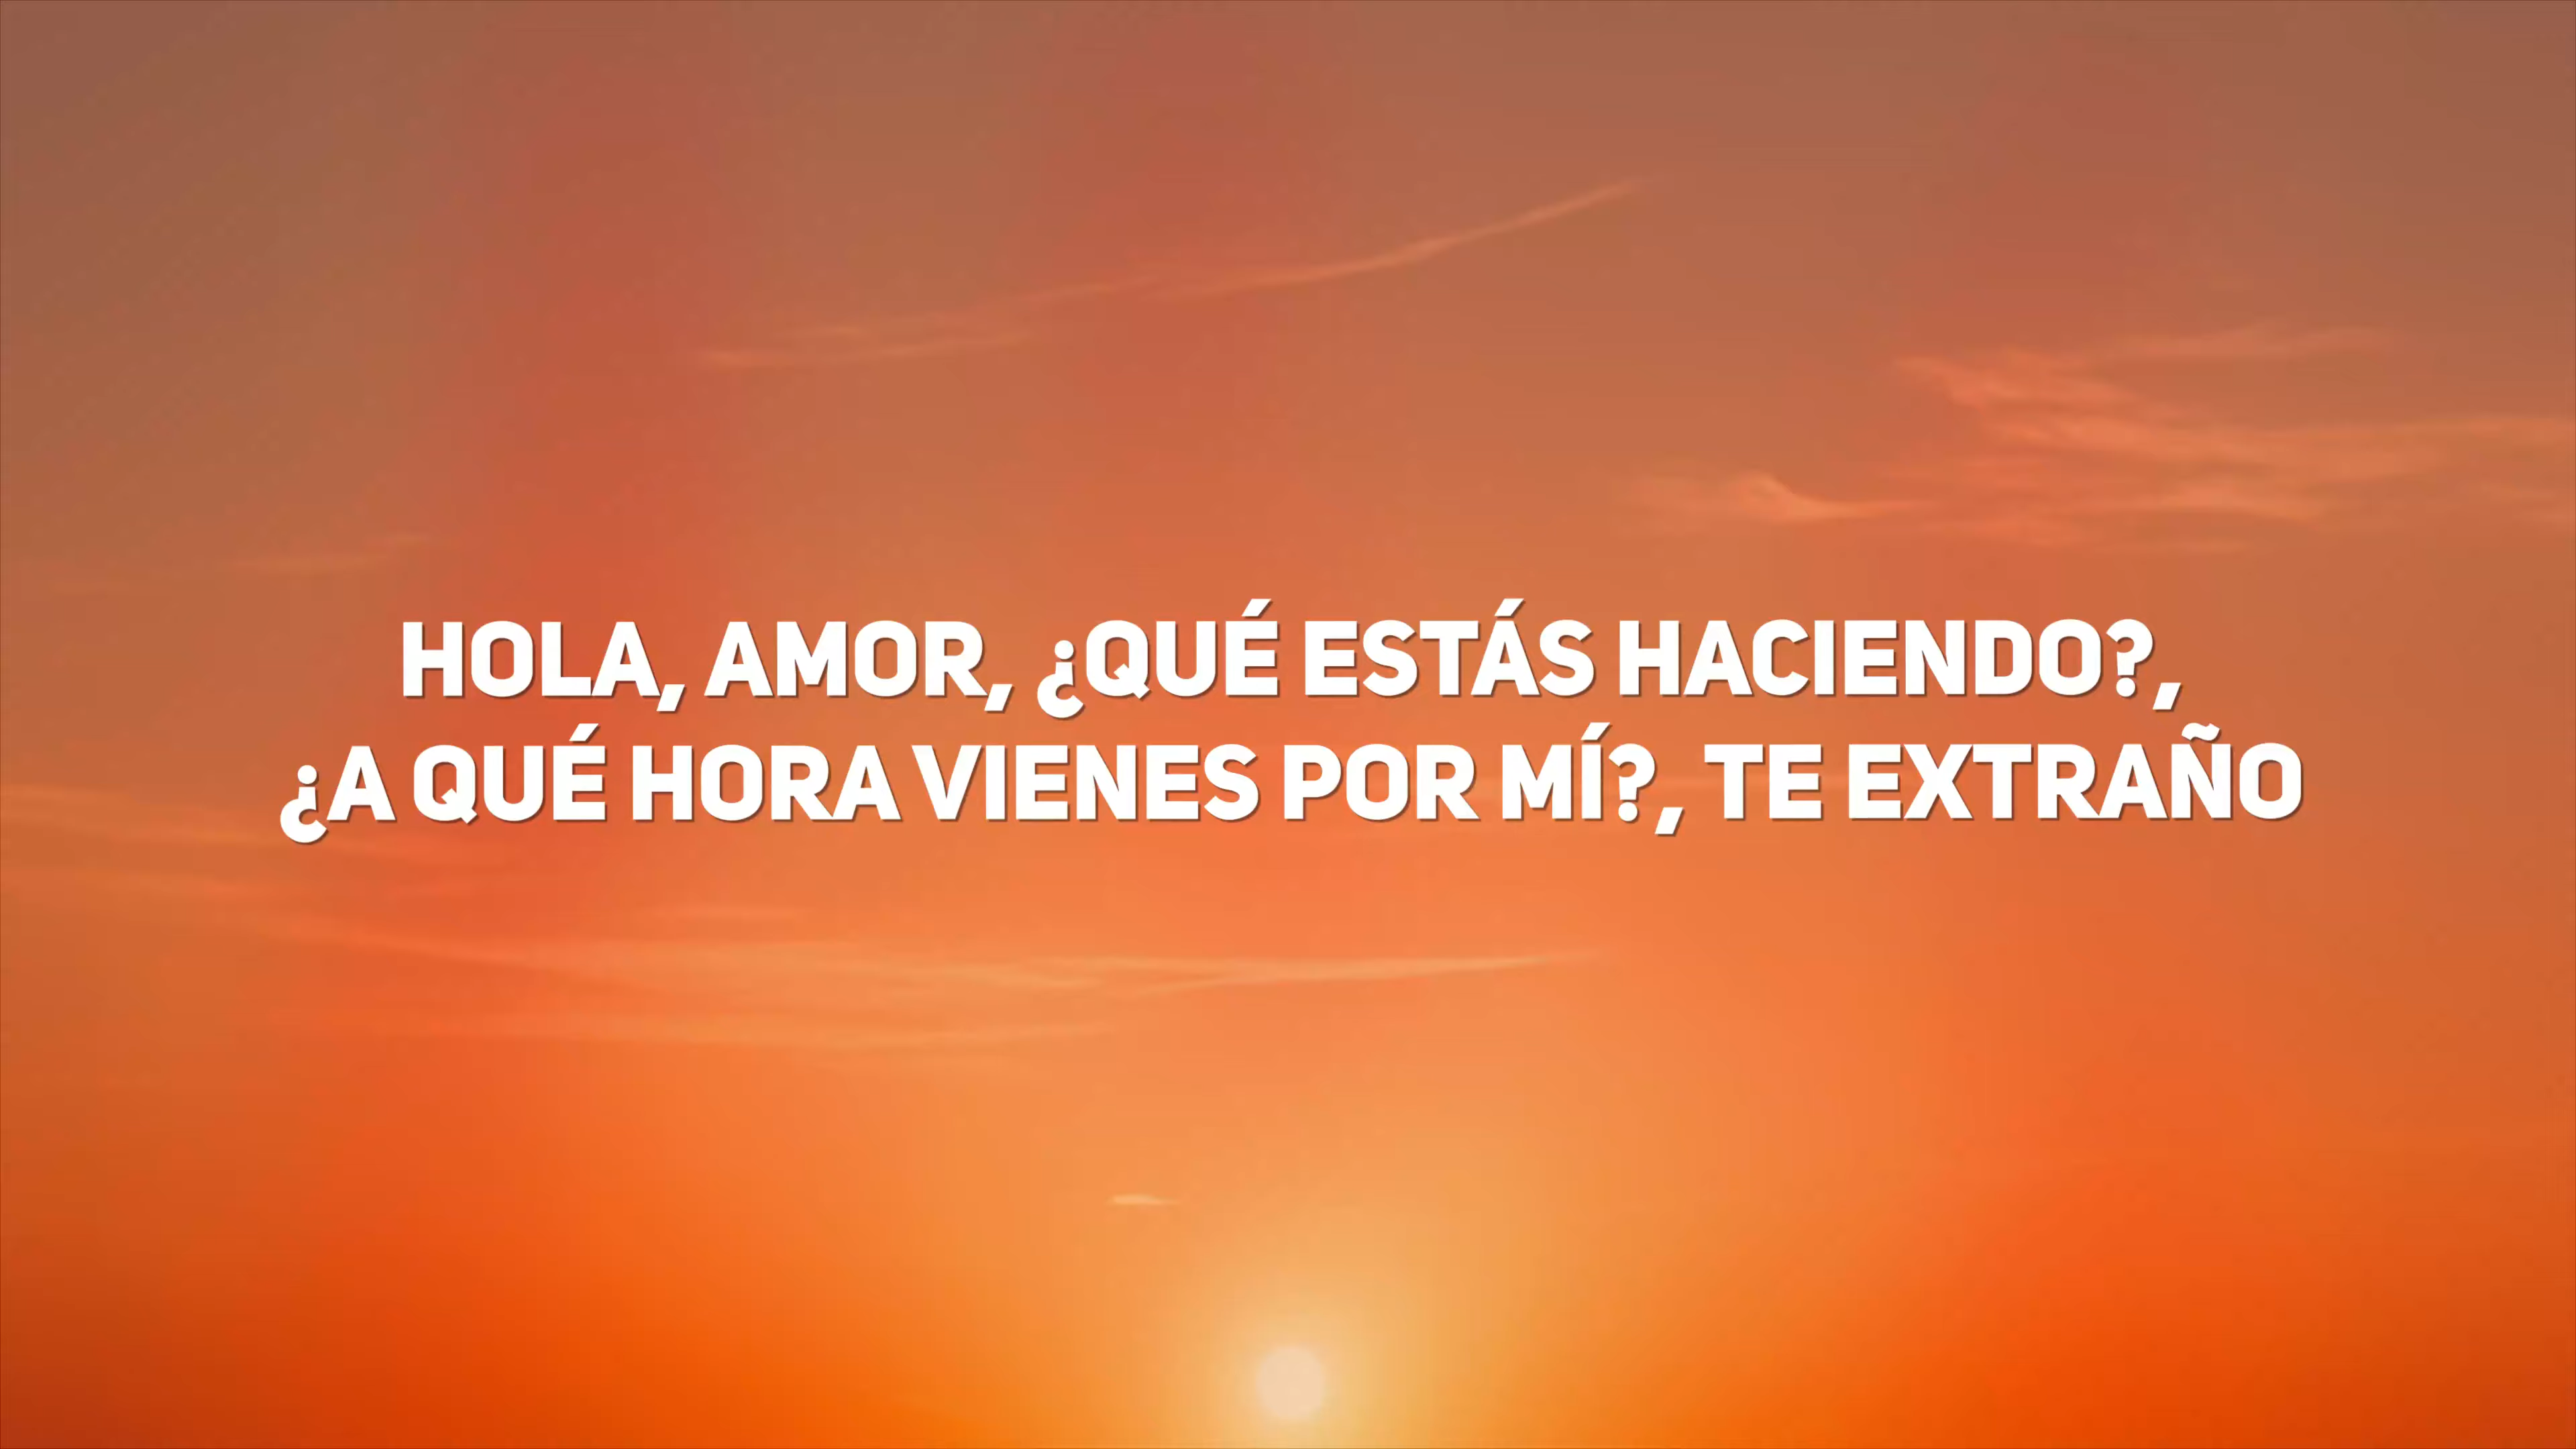 HOLA, AMOR, ¿QUÉ ESTÁS HACIENDO?,
¿A QUÉ HORA VIENES POR MÍ?, TE EXTRAÑO